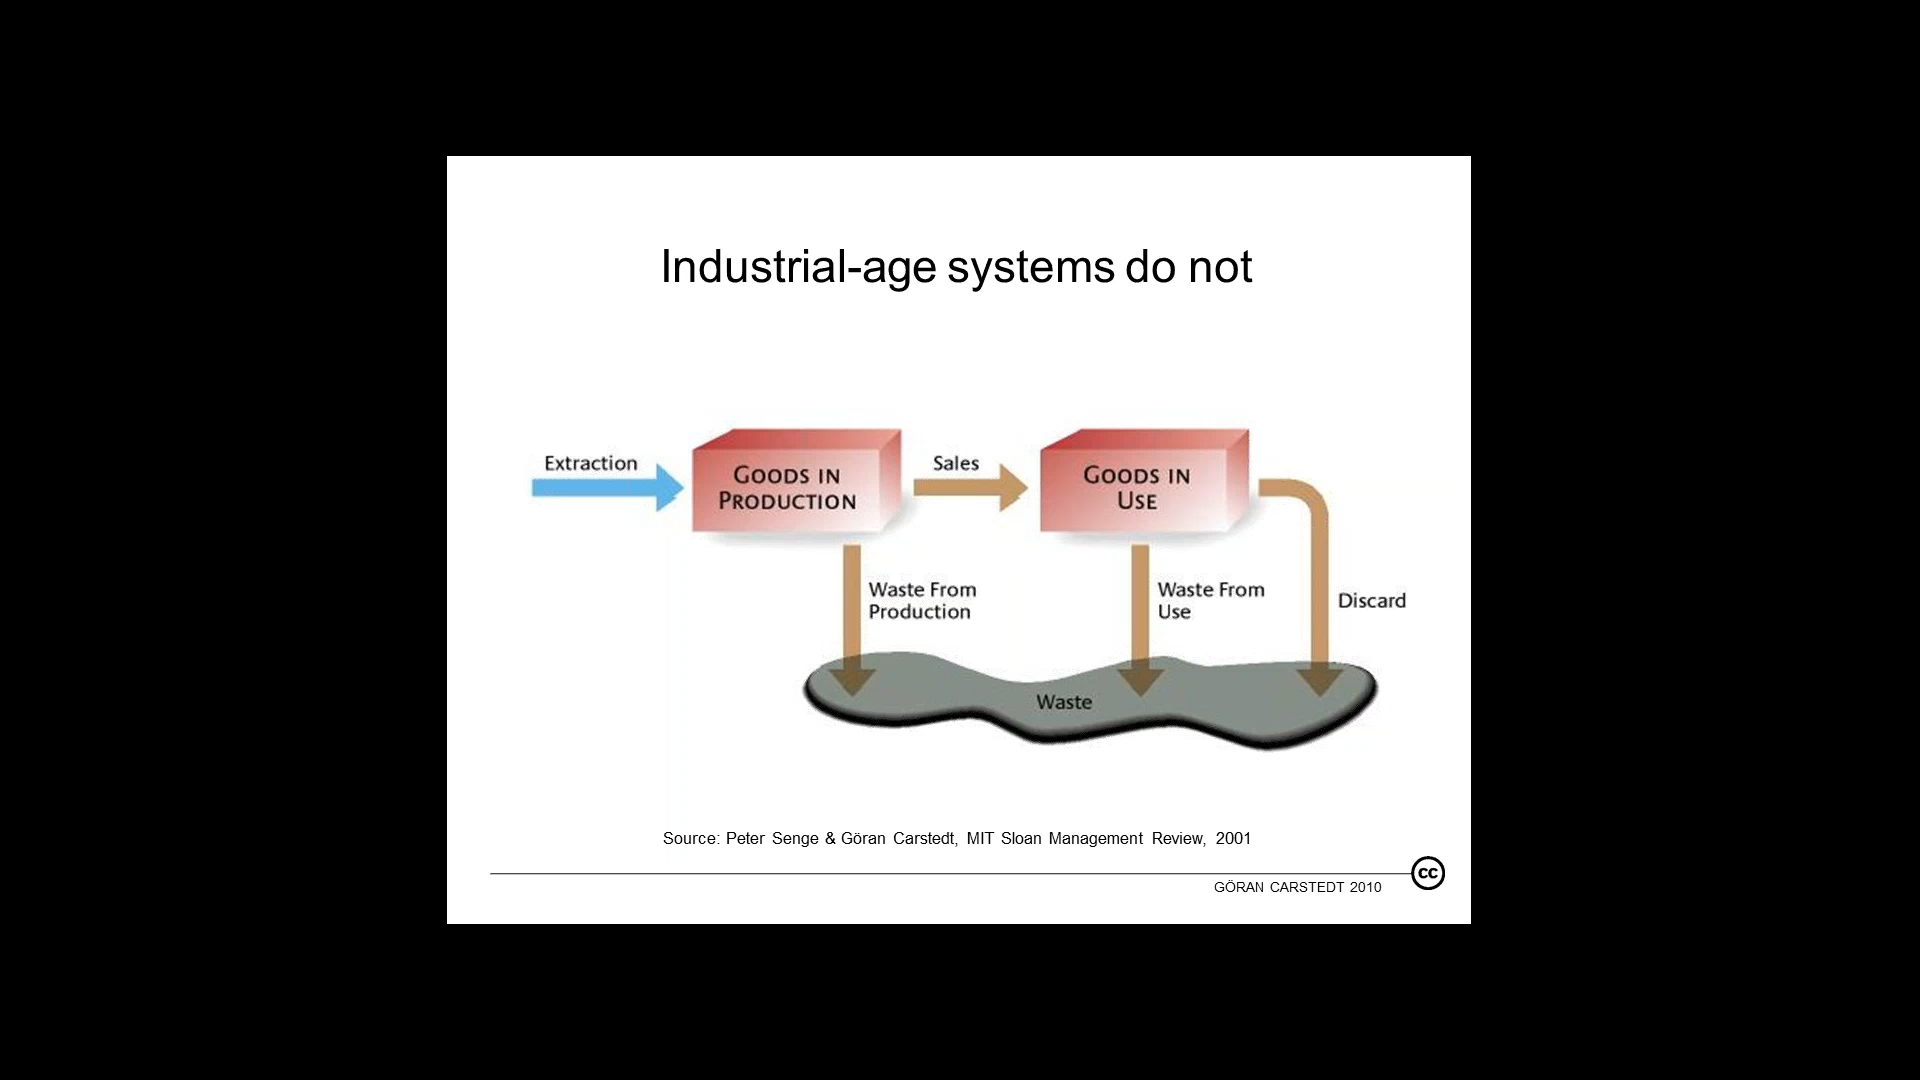 Industrial-age systems do not
Extraction
GOODS IN
PRODUCTION
Sales
GOODS IN
USE
Waste From
Production
Waste From
Use
Discard
Waste
Source: Peter Senge & Göran Carstedt, MIT Sloan Management Review, 2001
GÖRAN CARSTEDT 2010
cc